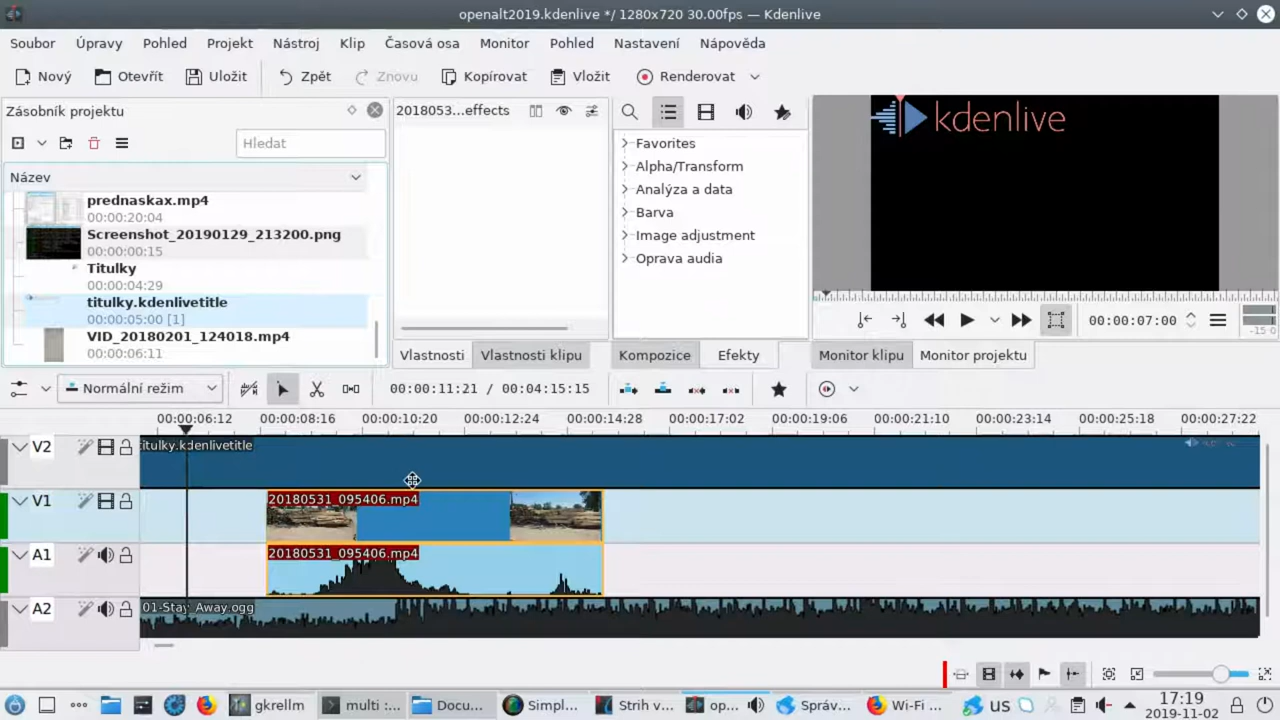 openalt2019.kdenlive */ 1280x720 30.00fps — Kdenlive
Soubor Úpravy Pohled Projekt Nástroj Klip Časová osa Monitor Pohled Nastavení Nápověda
Nový Otevřít Uložit Zpět Znovu Kopírovat Vložit Renderovat
Zásobník projektu
Hledat
Název
prednaskax.mp4
00:00:20:04
Screenshot_20190129_213200.png
00:00:00:15
Titulky
00:00:04:29
titulky.kdenlivetitle
00:00:05:00 [1]
VID_20180201_124018.mp4
00:00:06:11
2018053...effects
Vlastnosti Vlastnosti klipu
Favorites
Alpha/Transform
Analýza a data
Barva
Image adjustment
Oprava audia
Kompozice Efekty
kdenlive
00:00:07:00
-15 0
Monitor klipu Monitor projektu
Normální režim
00:00:11:21 / 00:04:15:15
00:00:06:12 00:00:08:16 00:00:10:20 00:00:12:24 00:00:14:28 00:00:17:02 00:00:19:06 00:00:21:10 00:00:23:14 00:00:25:18 00:00:27:22
V2
titulky.kdenlivetitle
V1
20180531_095406.mp4
A1
20180531_095406.mp4
A2
01-Stay_Away.ogg
gkrellm multi :... Docu... Simpl... Strih v... op... Správ... Wi-Fi ... us
17:19
2019-11-02